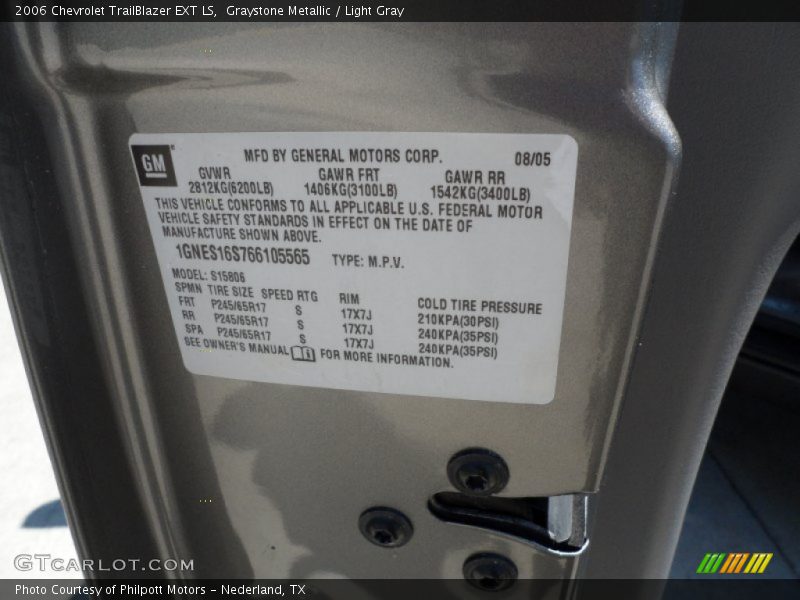 2006 Chevrolet TrailBlazer EXT LS,  Graystone Metallic / Light Gray
GM
MFD BY GENERAL MOTORS CORP. 08/05
GVWR GAWR FRT GAWR RR
2812KG(6200LB) 1406KG(3100LB) 1542KG(3400LB)
THIS VEHICLE CONFORMS TO ALL APPLICABLE U.S. FEDERAL MOTOR
VEHICLE SAFETY STANDARDS IN EFFECT ON THE DATE OF
MANUFACTURE SHOWN ABOVE.
1GNES16S766105565 TYPE: M.P.V.
MODEL: S15806
SPMN TIRE SIZE SPEED RTG RIM COLD TIRE PRESSURE
FRT P245/65R17 S 17X7J 210KPA(30PSI)
RR P245/65R17 S 17X7J 240KPA(35PSI)
SPA P245/65R17 S 17X7J 240KPA(35PSI)
SEE OWNER'S MANUAL FOR MORE INFORMATION.
GTCARLOT.COM
Photo Courtesy of Philpott Motors - Nederland, TX